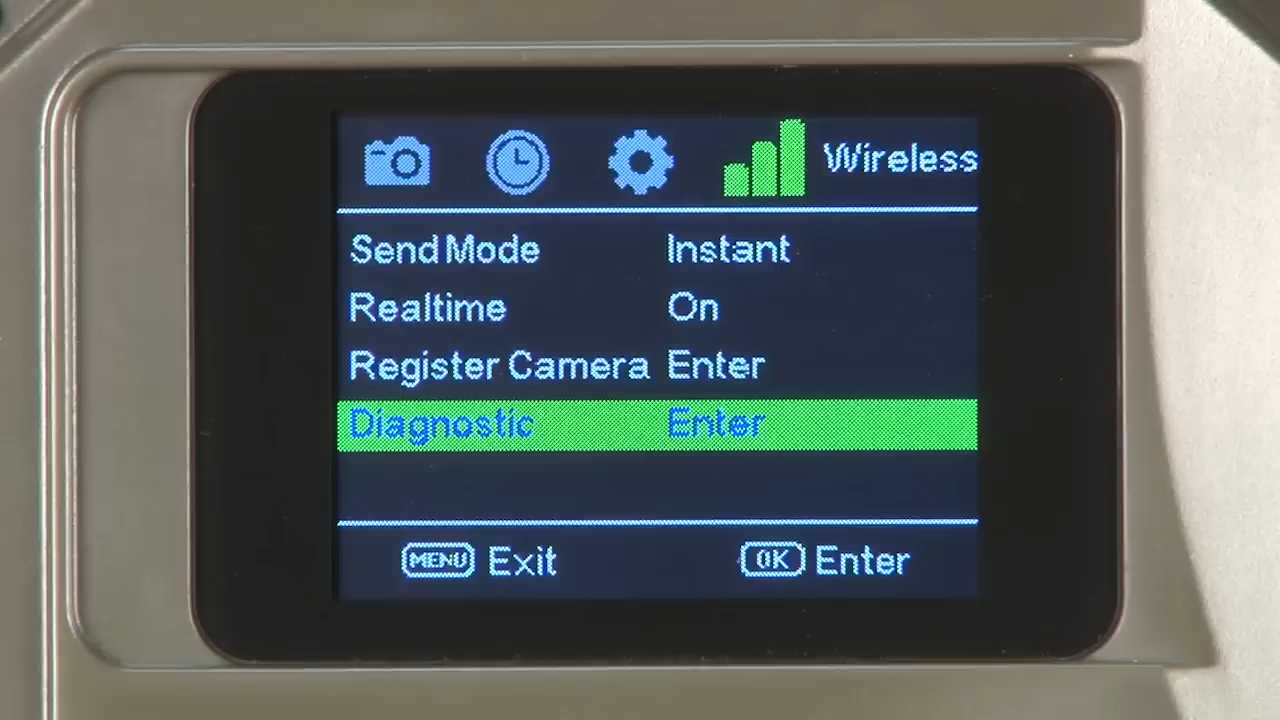 Wireless
Send Mode Instant
Realtime On
Register Camera Enter
Diagnostic Enter
MENU Exit OK Enter